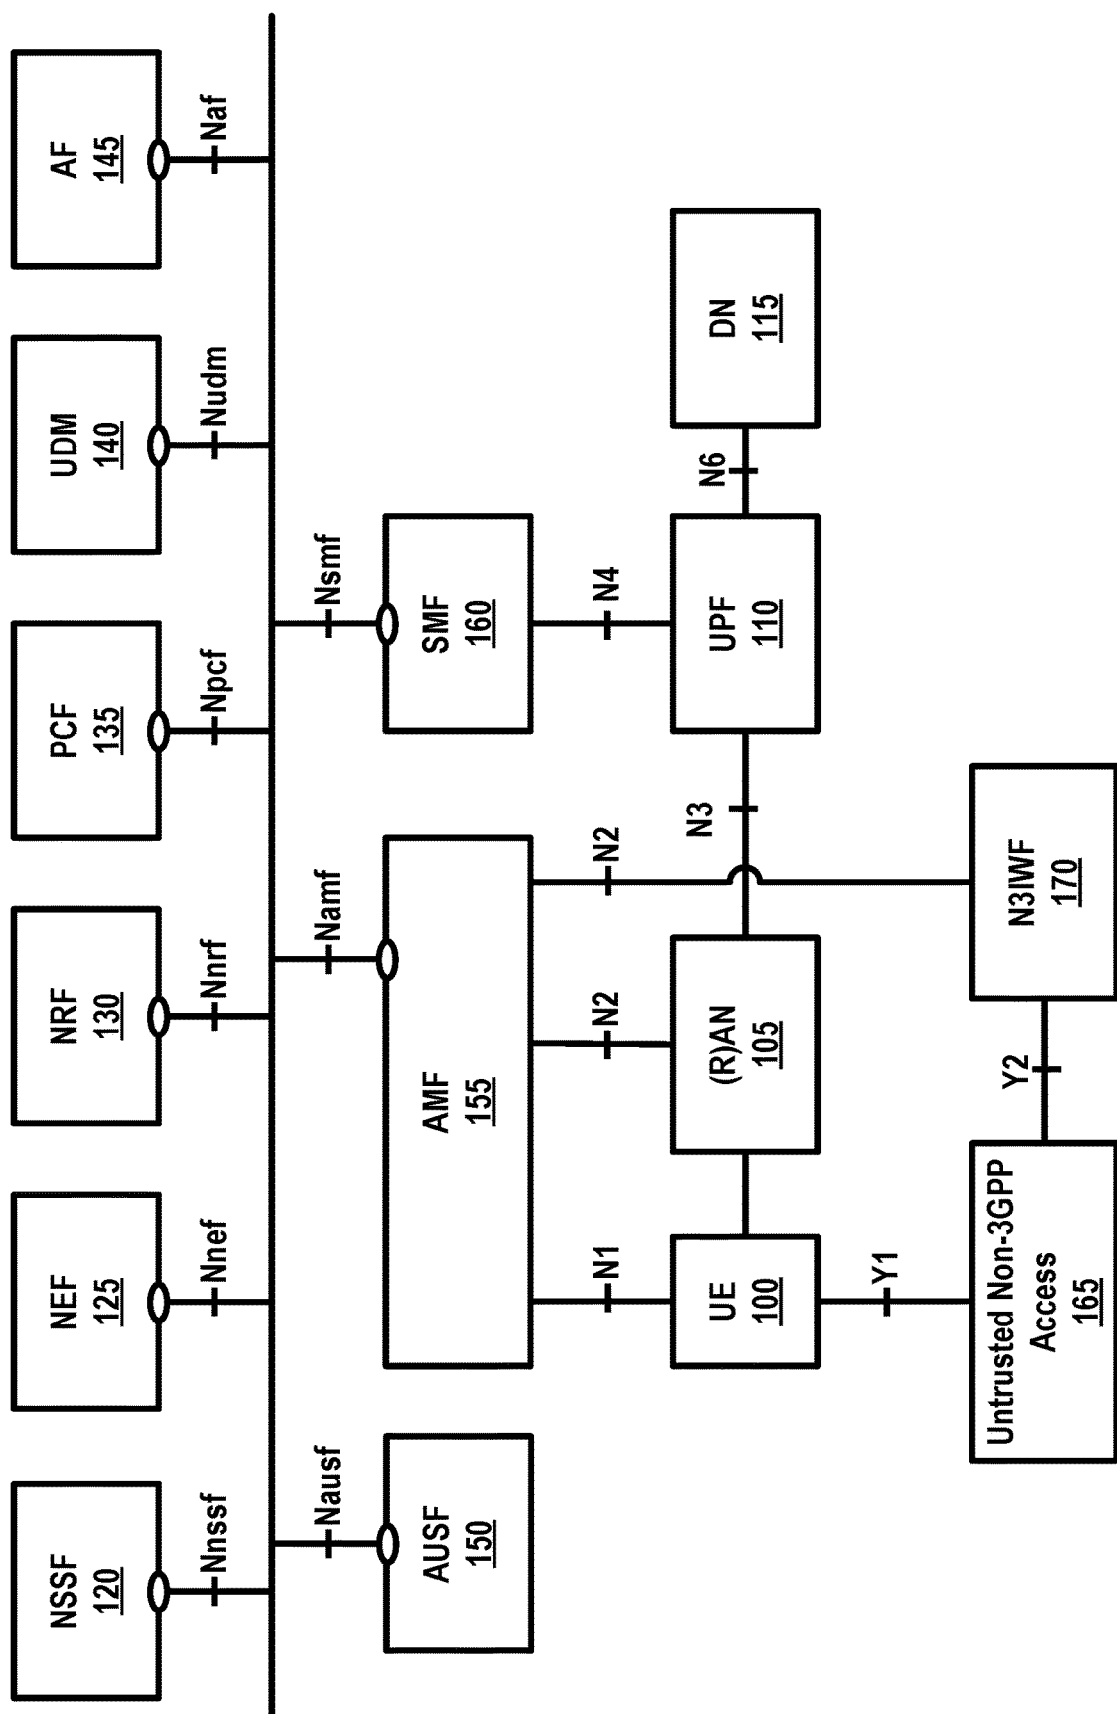 NSSF
120
NEF
125
NRF
130
PCF
135
UDM
140
AF
145
Nnssf
Nnef
Nnrf
Npcf
Nudm
Naf
Nausf
Namf
Nsmf
AUSF
150
AMF
155
SMF
160
N1
N2
N2
N4
UE
100
(R)AN
105
N3
UPF
110
N6
DN
115
Y1
Untrusted Non-3GPP
Access
165
Y2
N3IWF
170